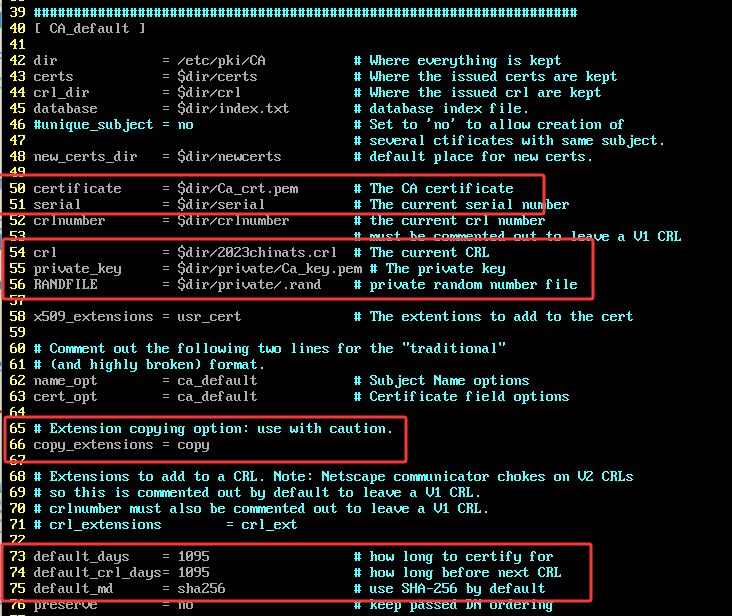 39 ####################################################################
40 [ CA_default ]
41
42 dir             = /etc/pki/CA           # Where everything is kept
43 certs           = $dir/certs            # Where the issued certs are kept
44 crl_dir         = $dir/crl              # Where the issued crl are kept
45 database        = $dir/index.txt        # database index file.
46 #unique_subject = no                    # Set to 'no' to allow creation of
47                                         # several ctificates with same subject.
48 new_certs_dir   = $dir/newcerts         # default place for new certs.
49
50 certificate     = $dir/Ca_crt.pem       # The CA certificate
51 serial          = $dir/serial           # The current serial number
52 crlnumber       = $dir/crlnumber        # the current crl number
53                                         # must be commented out to leave a V1 CRL
54 crl             = $dir/2023chinats.crl  # The current CRL
55 private_key     = $dir/private/Ca_key.pem # The private key
56 RANDFILE        = $dir/private/.rand    # private random number file
57
58 x509_extensions = usr_cert              # The extentions to add to the cert
59
60 # Comment out the following two lines for the "traditional"
61 # (and highly broken) format.
62 name_opt        = ca_default            # Subject Name options
63 cert_opt        = ca_default            # Certificate field options
64
65 # Extension copying option: use with caution.
66 copy_extensions = copy
67
68 # Extensions to add to a CRL. Note: Netscape communicator chokes on V2 CRLs
69 # so this is commented out by default to leave a V1 CRL.
70 # crlnumber must also be commented out to leave a V1 CRL.
71 # crl_extensions        = crl_ext
72
73 default_days    = 1095                  # how long to certify for
74 default_crl_days= 1095                  # how long before next CRL
75 default_md      = sha256                # use SHA-256 by default
76 preserve        = no                    # keep passed DN ordering